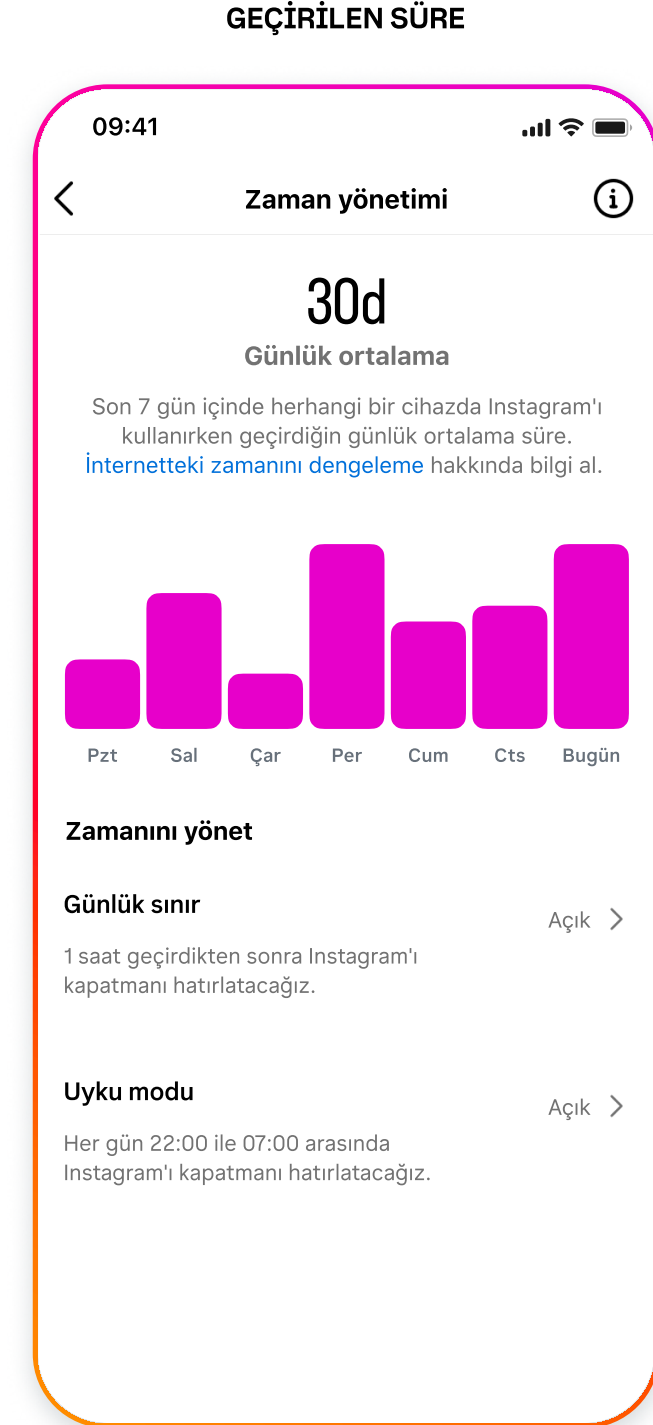 GEÇİRİLEN SÜRE
09:41
Zaman yönetimi
30d
Günlük ortalama
Son 7 gün içinde herhangi bir cihazda Instagram'ı
kullanırken geçirdiğin günlük ortalama süre.
İnternetteki zamanını dengeleme hakkında bilgi al.
Pzt Sal Çar Per Cum Cts Bugün
Zamanını yönet
Günlük sınır
Açık
1 saat geçirdikten sonra Instagram'ı
kapatmanı hatırlatacağız.
Uyku modu
Açık
Her gün 22:00 ile 07:00 arasında
Instagram'ı kapatmanı hatırlatacağız.